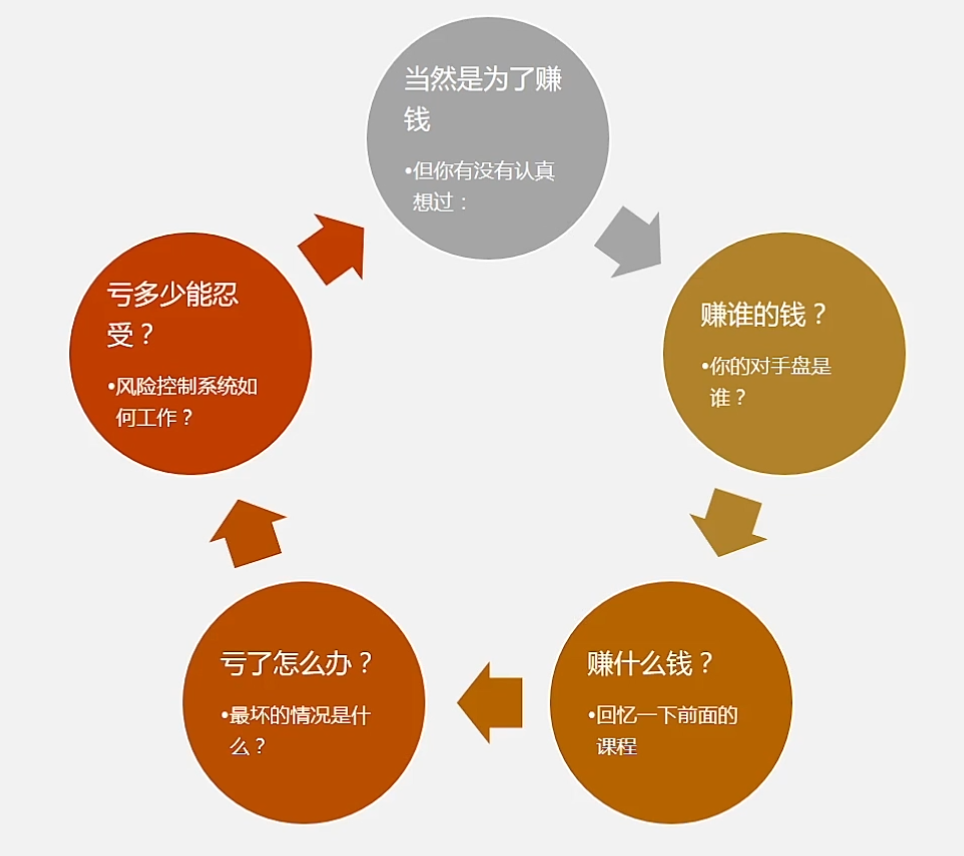 当然是为了赚
钱
•但你有没有认真
想过：
赚谁的钱？
•你的对手盘是
谁？
赚什么钱？
•回忆一下前面的
课程
亏了怎么办？
•最坏的情况是什
么？
亏多少能忍
受？
•风险控制系统如
何工作？